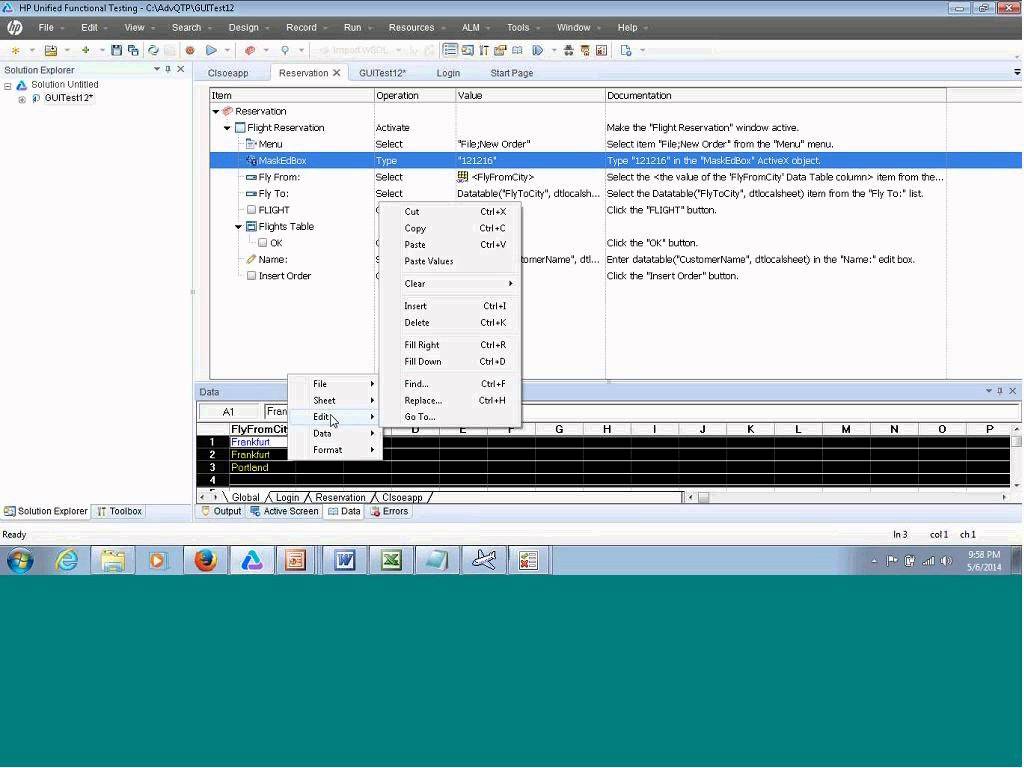 HP Unified Functional Testing - C:\AdvQTP\GUITest12
hp File Edit View Search Design Record Run Resources ALM Tools Window Help
Import WSDL
Solution Explorer
Solution Untitled
GUITest12*
Clsoeapp Reservation GUITest12* Login Start Page
Item Operation Value Documentation
Reservation
Flight Reservation Activate Make the "Flight Reservation" window active.
Menu Select "File;New Order" Select item "File;New Order" from the "Menu" menu.
MaskEdBox Type "121216" Type "121216" in the "MaskEdBox" ActiveX object.
Fly From: Select <FlyFromCity> Select the <the value of the 'FlyFromCity' Data Table column> item from the...
Fly To: Select Datatable("FlyToCity", dtlocalsh... Select the Datatable("FlyToCity", dtlocalsheet) item from the "Fly To:" list.
FLIGHT Click the "FLIGHT" button.
Flights Table
OK Click the "OK" button.
Name: tomerName", dtl... Enter datatable("CustomerName", dtlocalsheet) in the "Name:" edit box.
Insert Order Click the "Insert Order" button.
Cut Ctrl+X
Copy Ctrl+C
Paste Ctrl+V
Paste Values
Clear
Insert Ctrl+I
Delete Ctrl+K
Fill Right Ctrl+R
Fill Down Ctrl+D
Find... Ctrl+F
Replace... Ctrl+H
Go To...
File
Sheet
Edit
Data
Format
Data
A1 Fran
FlyFromCit D E F G H I J K L M N O P
1 Frankfurt
2 Frankfurt
3 Portland
4
Global Login Reservation Clsoeapp
Solution Explorer Toolbox Output Active Screen Data Errors
Ready ln 3 col 1 ch 1
9:58 PM
5/6/2014